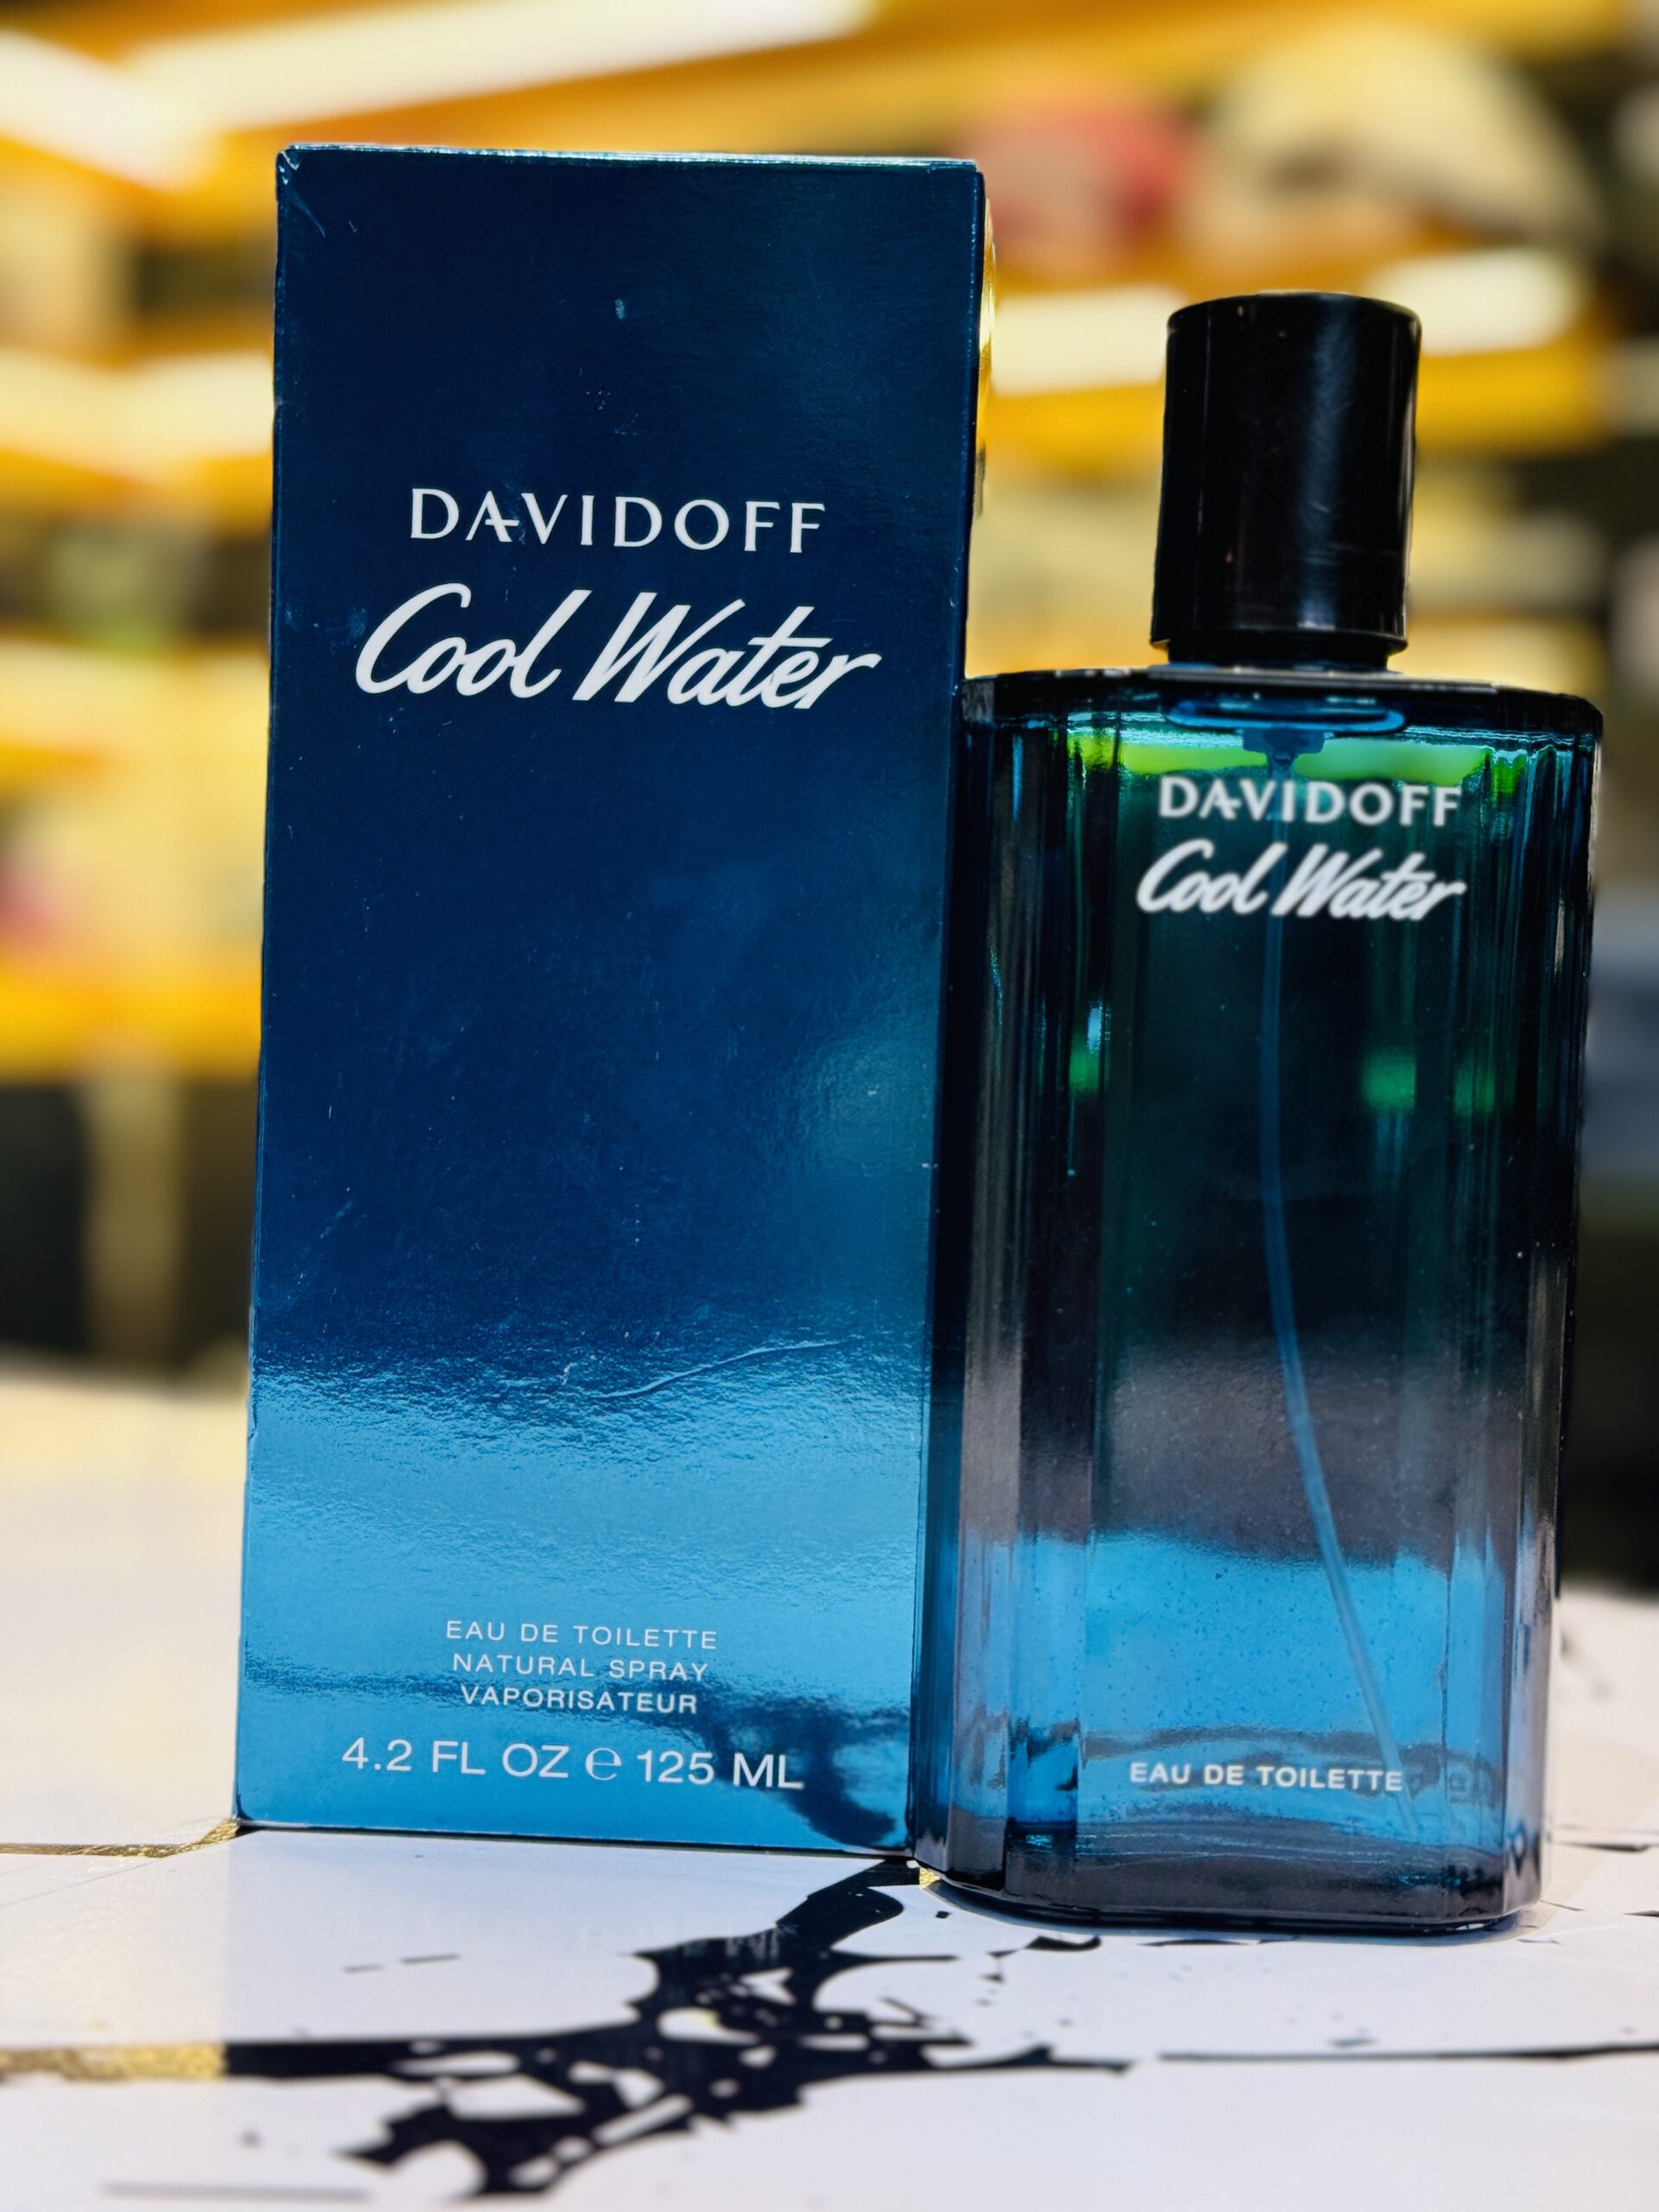 DAVIDOFF
Cool Water
EAU DE TOILETTE
NATURAL SPRAY
VAPORISATEUR
4.2 FL OZ ℮ 125 ML
DAVIDOFF
Cool Water
EAU DE TOILETTE